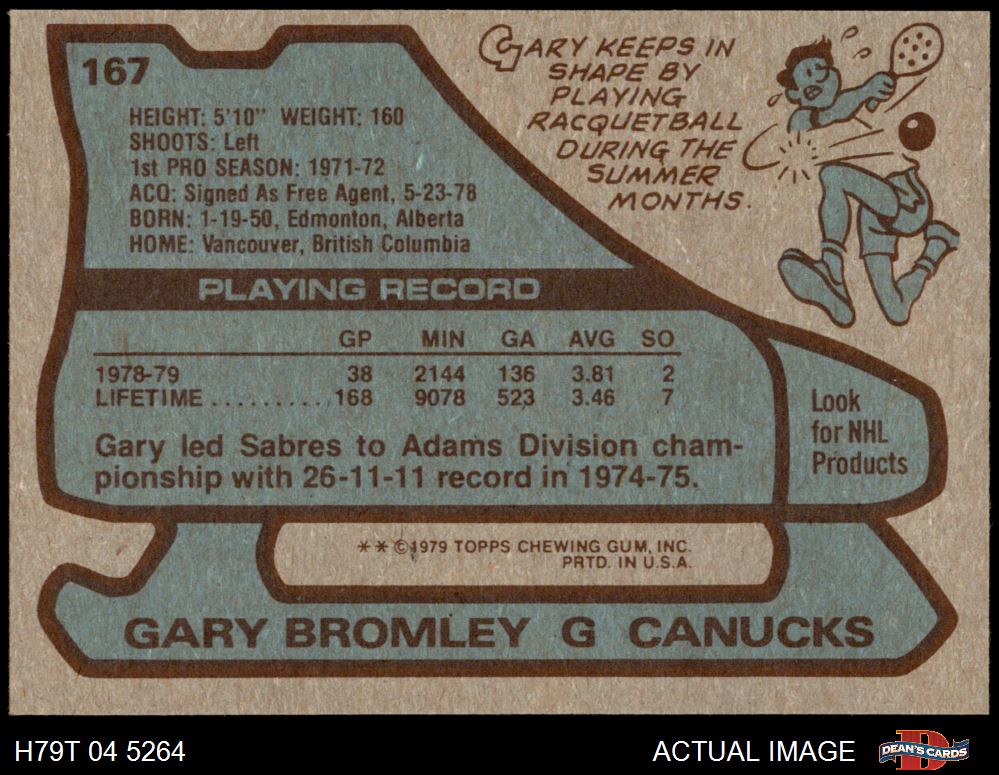 167
HEIGHT: 5'10" WEIGHT: 160
SHOOTS: Left
1st PRO SEASON: 1971-72
ACQ: Signed As Free Agent, 5-23-78
BORN: 1-19-50, Edmonton, Alberta
HOME: Vancouver, British Columbia
GARY KEEPS IN
SHAPE BY
PLAYING
RACQUETBALL
DURING THE
SUMMER
MONTHS.
PLAYING RECORD
GP MIN GA AVG SO
1978-79 38 2144 136 3.81 2
LIFETIME .......... 168 9078 523 3.46 7
Gary led Sabres to Adams Division cham-
pionship with 26-11-11 record in 1974-75.
Look
for NHL
Products
** ©1979 TOPPS CHEWING GUM, INC.
PRTD. IN U.S.A.
GARY BROMLEY G CANUCKS
H79T 04 5264
ACTUAL IMAGE
D
DEAN'S CARDS